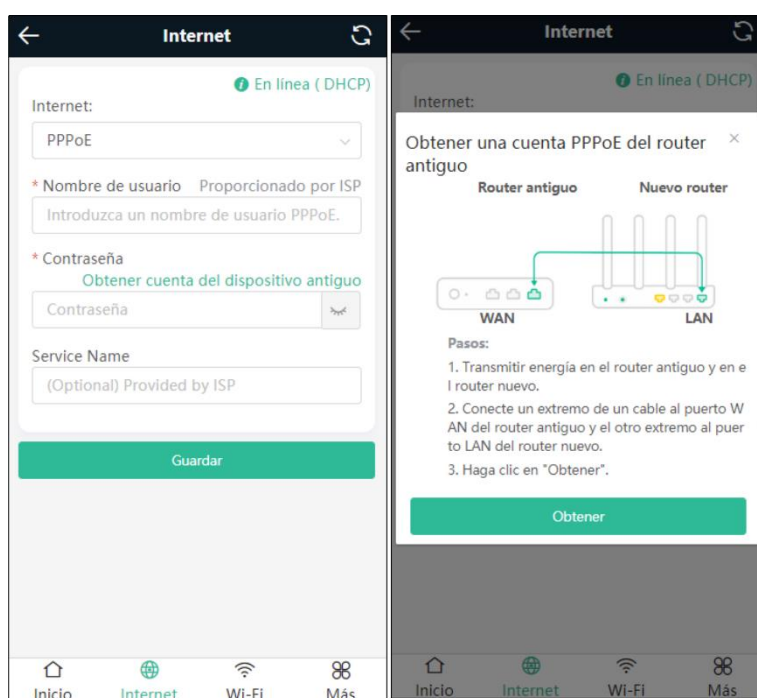 Internet
En línea ( DHCP)
Internet:
PPPoE
* Nombre de usuario Proporcionado por ISP
Introduzca un nombre de usuario PPPoE.
* Contraseña
Obtener cuenta del dispositivo antiguo
Contraseña
Service Name
(Optional) Provided by ISP
Guardar
Inicio Internet Wi-Fi Más
Internet
En línea ( DHCP)
Internet:
Obtener una cuenta PPPoE del router
antiguo
Router antiguo Nuevo router
WAN LAN
Pasos:
1. Transmitir energía en el router antiguo y en e
l router nuevo.
2. Conecte un extremo de un cable al puerto W
AN del router antiguo y el otro extremo al puer
to LAN del router nuevo.
3. Haga clic en "Obtener".
Obtener
Inicio Internet Wi-Fi Más